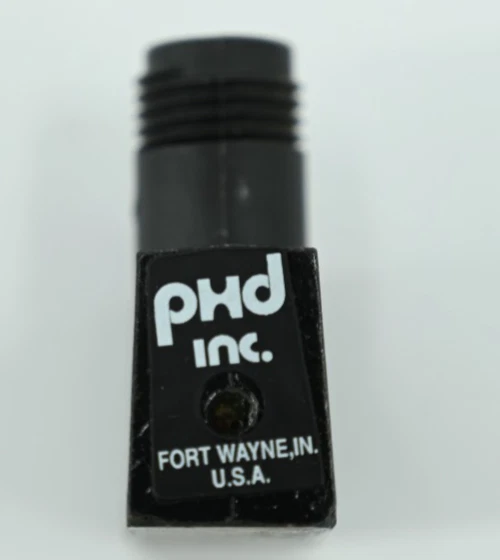 PHD
INC.
FORT WAYNE,IN.
U.S.A.